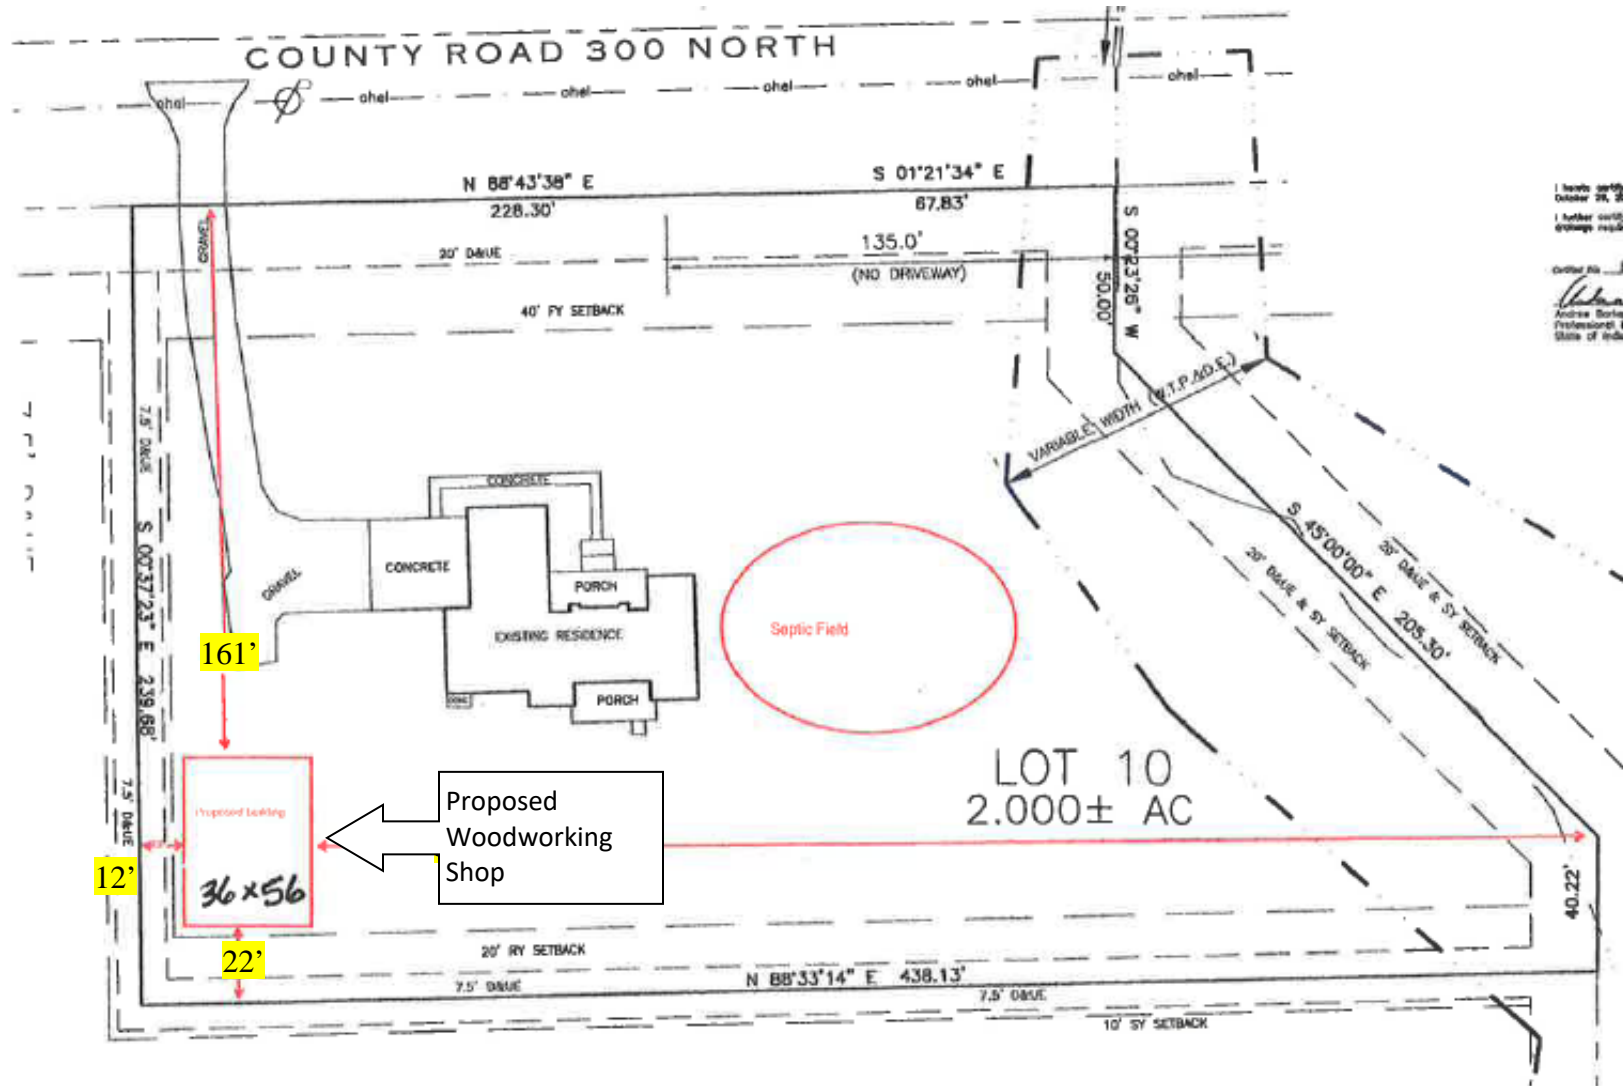 COUNTY ROAD 300 NORTH
ohel
ohel
ohel
ohel
ohel
ohel
N 88°43'38" E
228.30'
S 01°21'34" E
67.83'
S 00°23'26" W
50.00'
GRAVEL
20' D&UE
135.0'
(NO DRIVEWAY)
40' FY SETBACK
I further
Professional
VARIABLE WIDTH (N.T.P.&D.E.)
7.5' D&UE
S 00°37'23" E 239.68'
CONCRETE
CONCRETE
GRAVEL
PORCH
EXISTING RESIDENCE
PORCH
CONC
Septic Field
S 45°00'00" E 205.30'
20' D&UE & SY SETBACK
20' D&UE & SY SETBACK
161'
LOT 10
2.000± AC
Proposed
Woodworking
Shop
Proposed building
36 x 56
7.5' D&UE
12'
22'
40.22'
20' RY SETBACK
N 88°33'14" E 438.13'
7.5' D&UE
7.5' D&UE
10' SY SETBACK